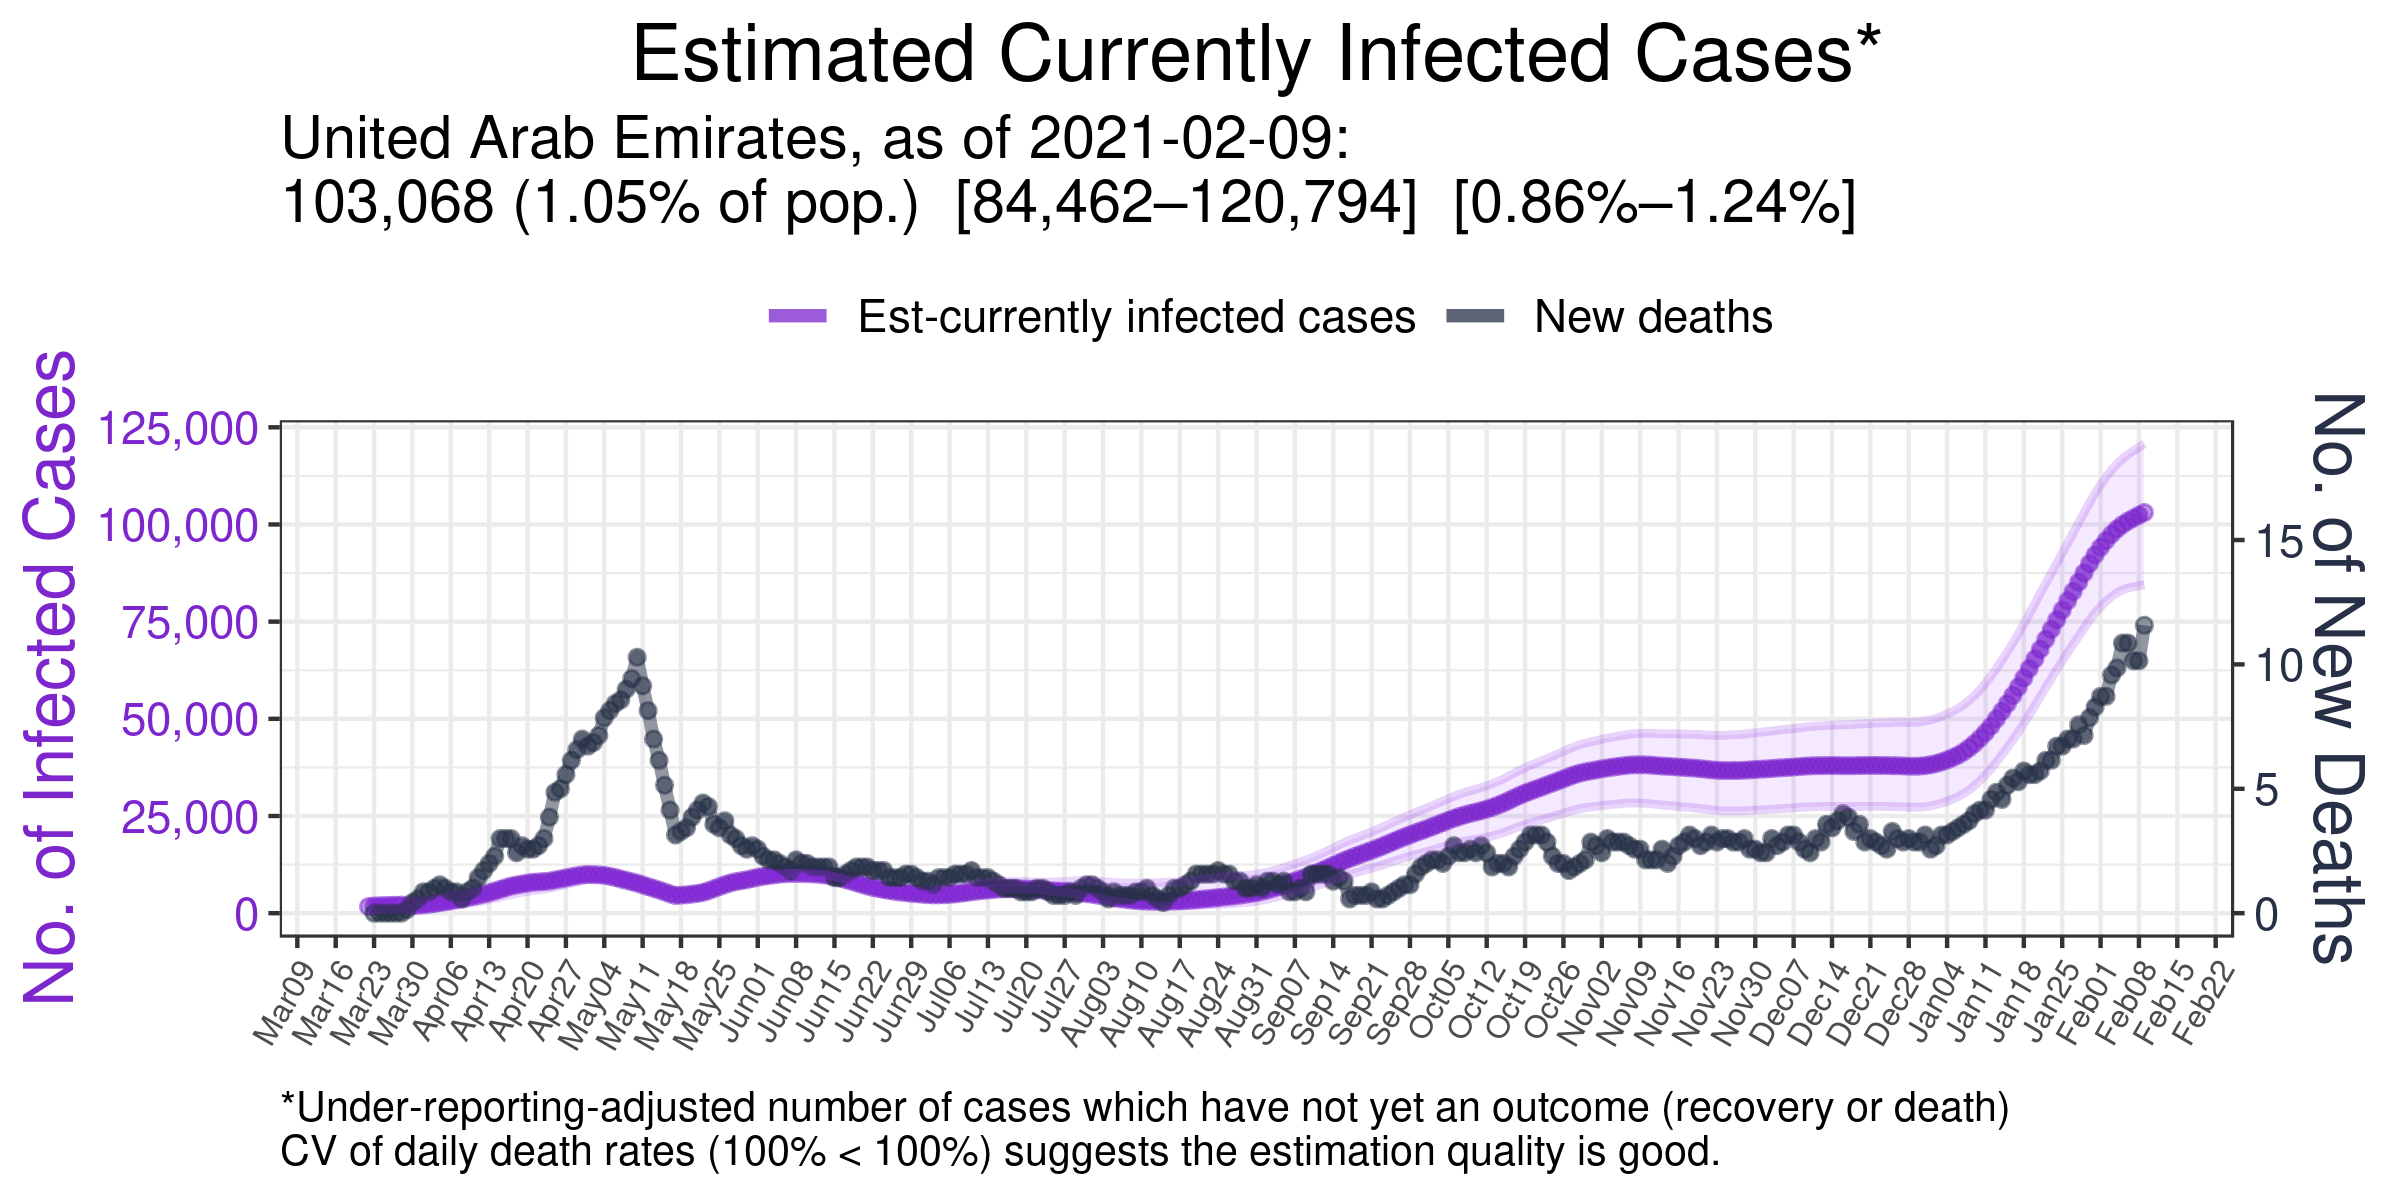 Estimated Currently Infected Cases*
United Arab Emirates, as of 2021-02-09:
103,068 (1.05% of pop.)  [84,462–120,794]  [0.86%–1.24%]
Est-currently infected cases
New deaths
No. of Infected Cases
125,000
100,000
75,000
50,000
25,000
0
No. of New Deaths
15
10
5
0
Mar09
Mar16
Mar23
Mar30
Apr06
Apr13
Apr20
Apr27
May04
May11
May18
May25
Jun01
Jun08
Jun15
Jun22
Jun29
Jul06
Jul13
Jul20
Jul27
Aug03
Aug10
Aug17
Aug24
Aug31
Sep07
Sep14
Sep21
Sep28
Oct05
Oct12
Oct19
Oct26
Nov02
Nov09
Nov16
Nov23
Nov30
Dec07
Dec14
Dec21
Dec28
Jan04
Jan11
Jan18
Jan25
Feb01
Feb08
Feb15
Feb22
*Under-reporting-adjusted number of cases which have not yet an outcome (recovery or death)
CV of daily death rates (100% < 100%) suggests the estimation quality is good.